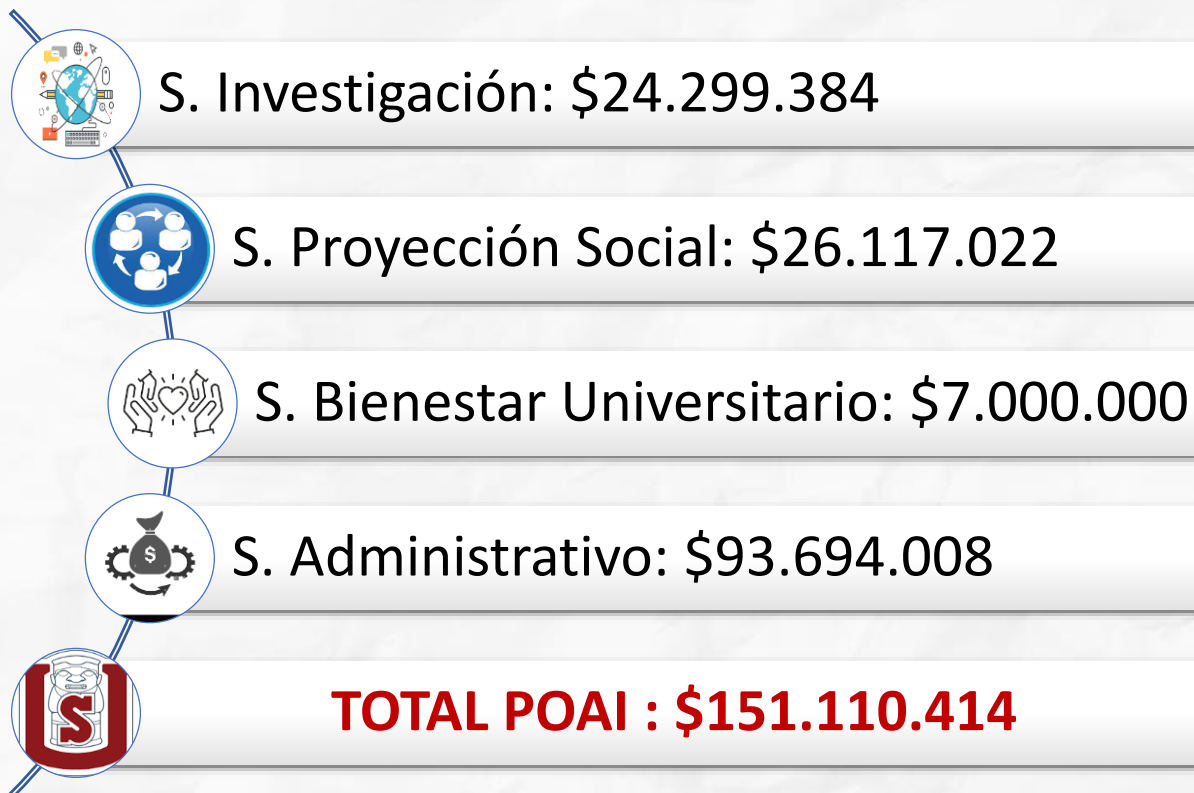 S. Investigación: $24.299.384
S. Proyección Social: $26.117.022
S. Bienestar Universitario: $7.000.000
$
S. Administrativo: $93.694.008
S
TOTAL POAI : $151.110.414